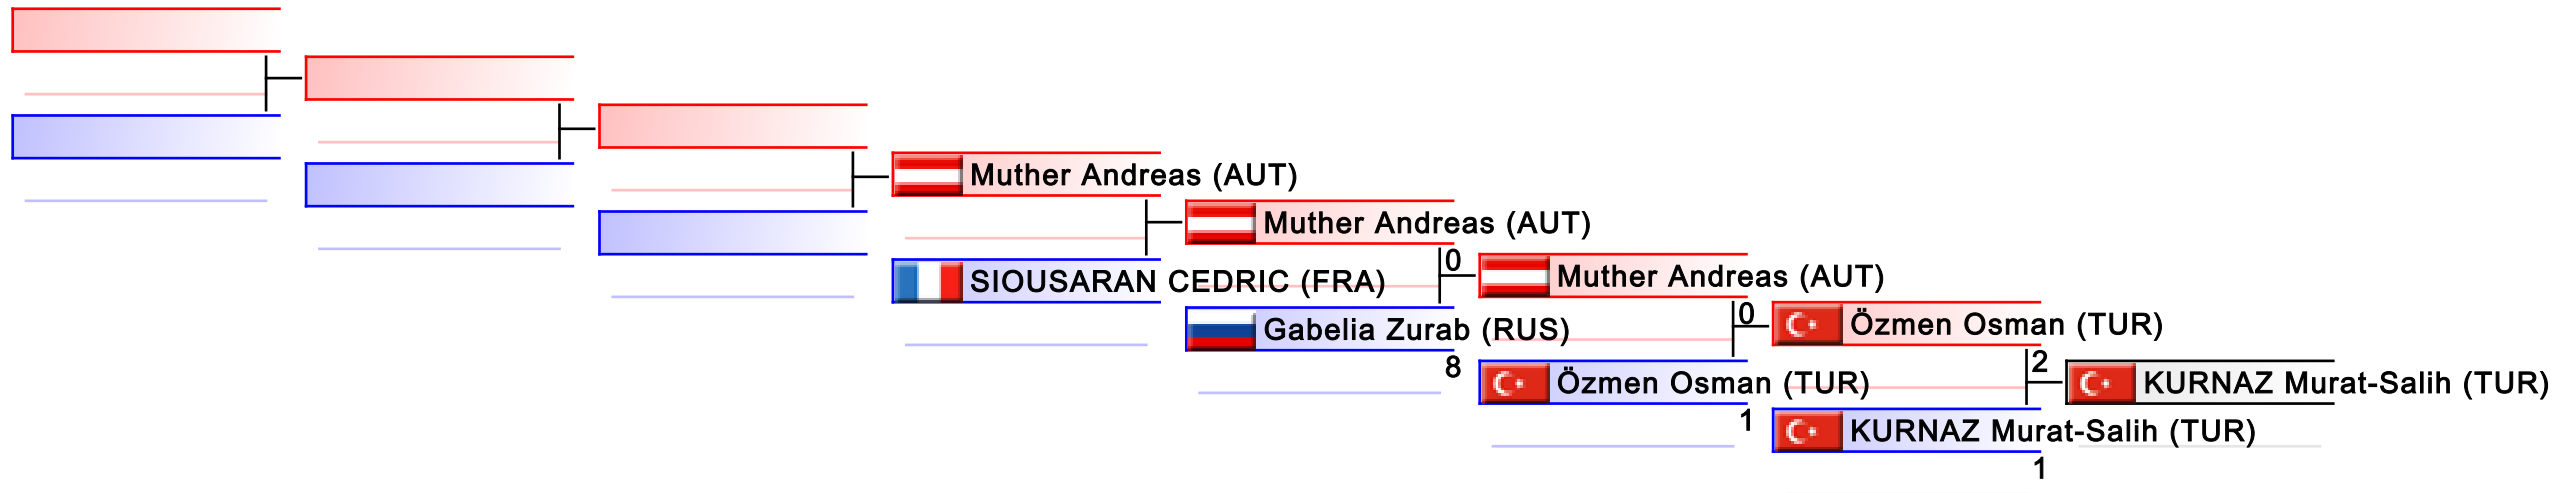 Muther Andreas (AUT)
Muther Andreas (AUT)
0
SIOUSARAN CEDRIC (FRA)
Muther Andreas (AUT)
0
Gabelia Zurab (RUS)
Özmen Osman (TUR)
8
2
Özmen Osman (TUR)
KURNAZ Murat-Salih (TUR)
1
KURNAZ Murat-Salih (TUR)
1